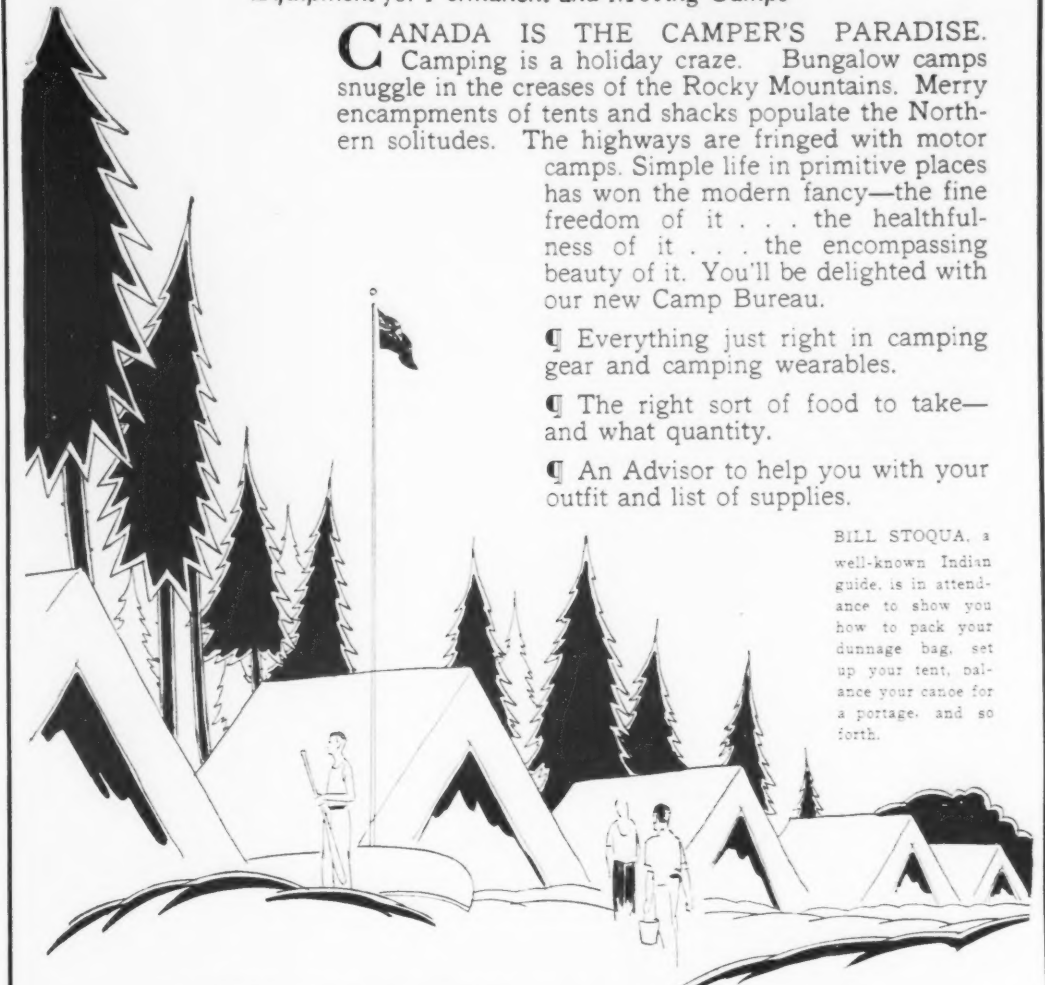 Equipment for Permanent and Moving Camps
CANADA IS THE CAMPER'S PARADISE.
Camping is a holiday craze. Bungalow camps
snuggle in the creases of the Rocky Mountains. Merry
encampments of tents and shacks populate the North-
ern solitudes. The highways are fringed with motor
camps. Simple life in primitive places
has won the modern fancy—the fine
freedom of it . . . the healthful-
ness of it . . . the encompassing
beauty of it. You'll be delighted with
our new Camp Bureau.
¶ Everything just right in camping
gear and camping wearables.
¶ The right sort of food to take—
and what quantity.
¶ An Advisor to help you with your
outfit and list of supplies.
BILL STOQUA, a
well-known Indian
guide, is in attend-
ance to show you
how to pack your
dunnage bag, set
up your tent, bal-
ance your canoe for
a portage, and so
forth.